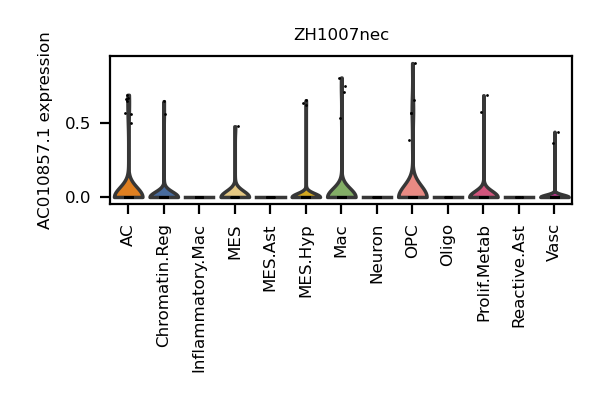 ZH1007nec
AC010857.1 expression
0.5
0.0
AC
Chromatin.Reg
Inflammatory.Mac
MES
MES.Ast
MES.Hyp
Mac
Neuron
OPC
Oligo
Prolif.Metab
Reactive.Ast
Vasc